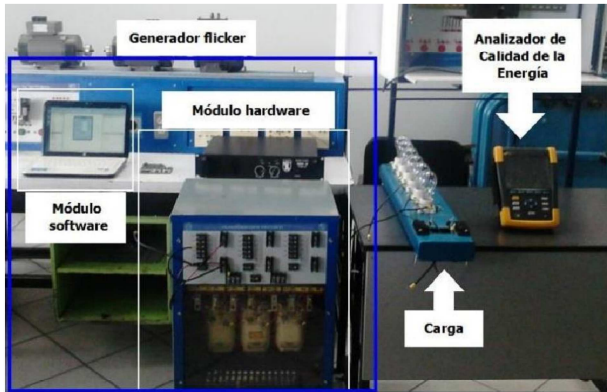 Generador flicker
Analizador de
Calidad de la
Energía
Módulo hardware
Módulo
software
Carga